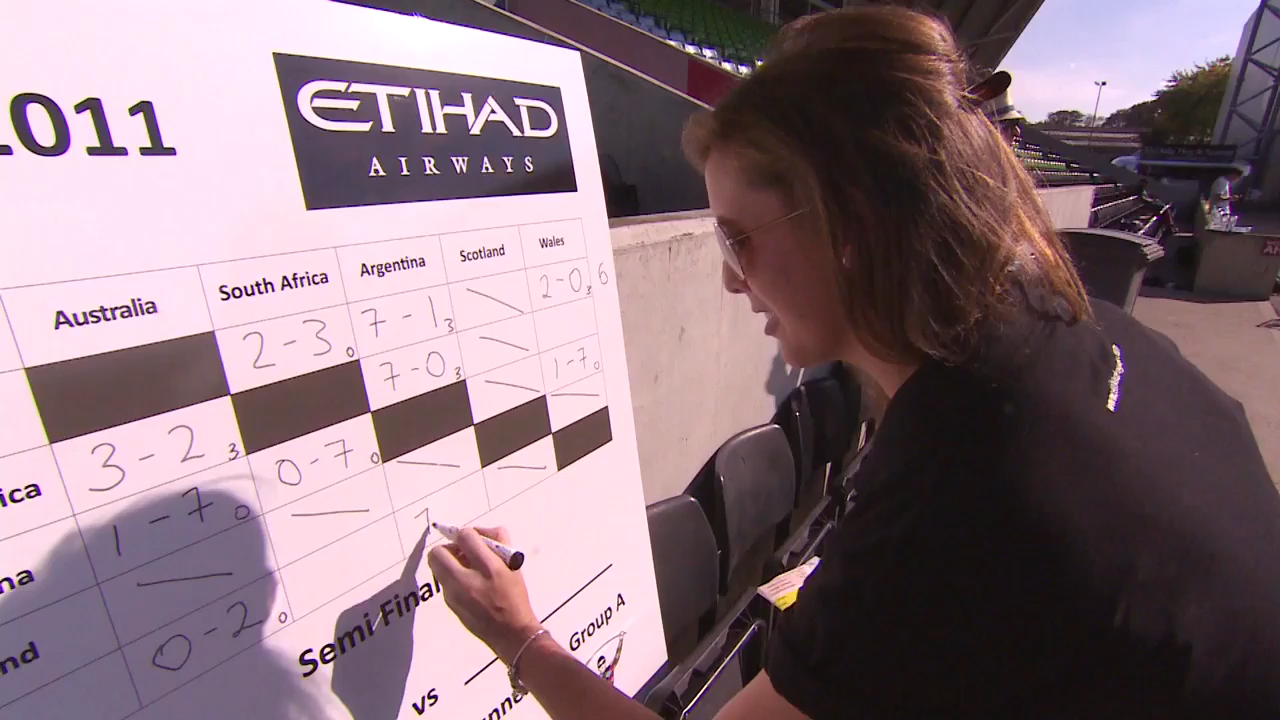 2011
ETIHAD
AIRWAYS
Australia South Africa Argentina Scotland Wales
2-3 0 7-1 3 \ 2-0 3 6
ica 3-2 3 7-0 3 \ 1-7 0
na 1-7 0 0-7 0 \ —
— — — —
nd 0-2 0 7
Semi Final
vs Group A